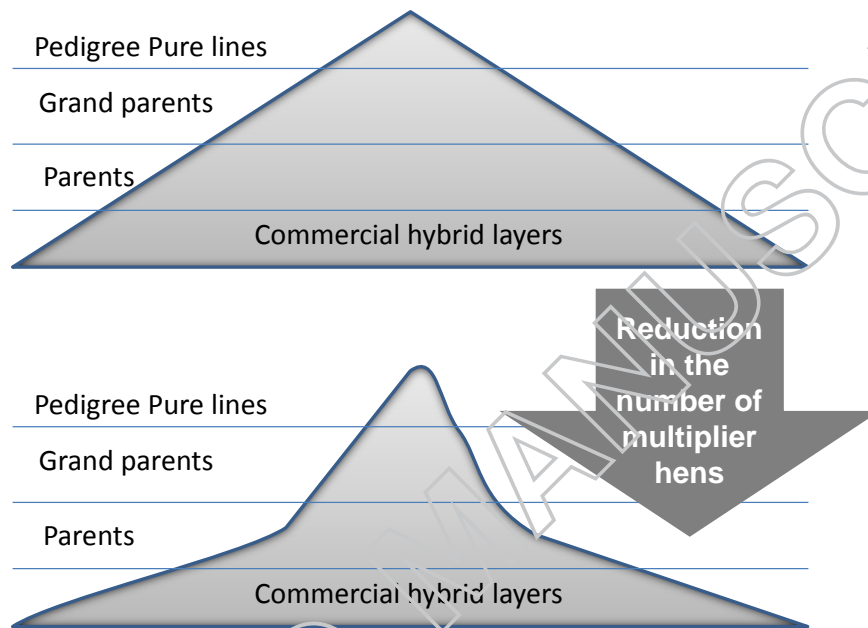 Pedigree Pure lines
Grand parents
Parents
Commercial hybrid layers
Reduction
in the
number of
multiplier
hens
Pedigree Pure lines
Grand parents
Parents
Commercial hybrid layers
MANUSC